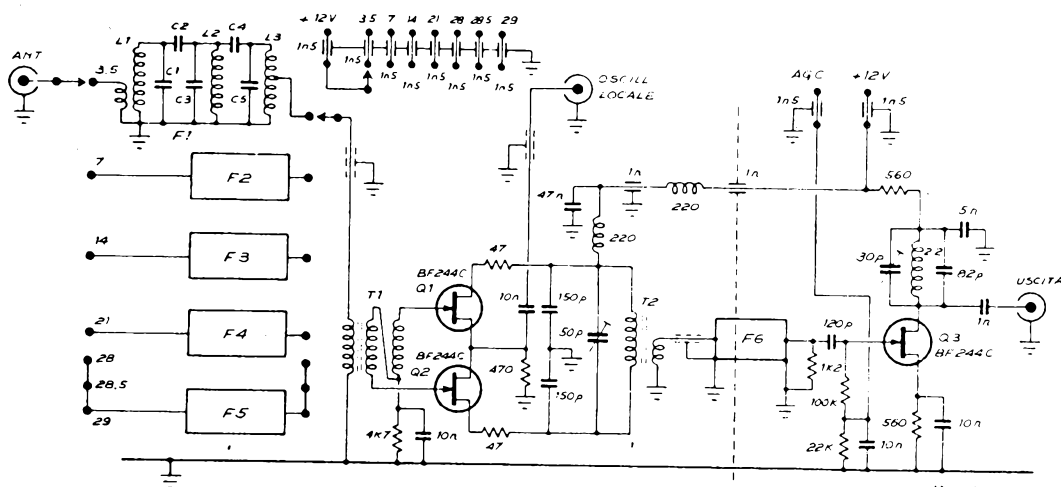 +12V 3.5 7 14 21 28 28.5 29
1n5 1n5 1n5 1n5 1n5 1n5 1n5 1n5
ANT
3.5
L1 C2 L2 C4 L3
C1 C3 C5
F1
OSCILL
LOCALE
AGC +12V
1n5 1n5
7 F2
14 F3
21 F4
28
28,5
29 F5
T1
BF244C
Q1
BF244C
Q2
4K7
10n
47
47
10n
470
150p
150p
50p
47n
220
1n
220
1n
T2
F6
120p
1K2
100K
22K
10n
560
30p
2.2
82p
5n
1n
USCITA
Q3
BF244C
560
10n